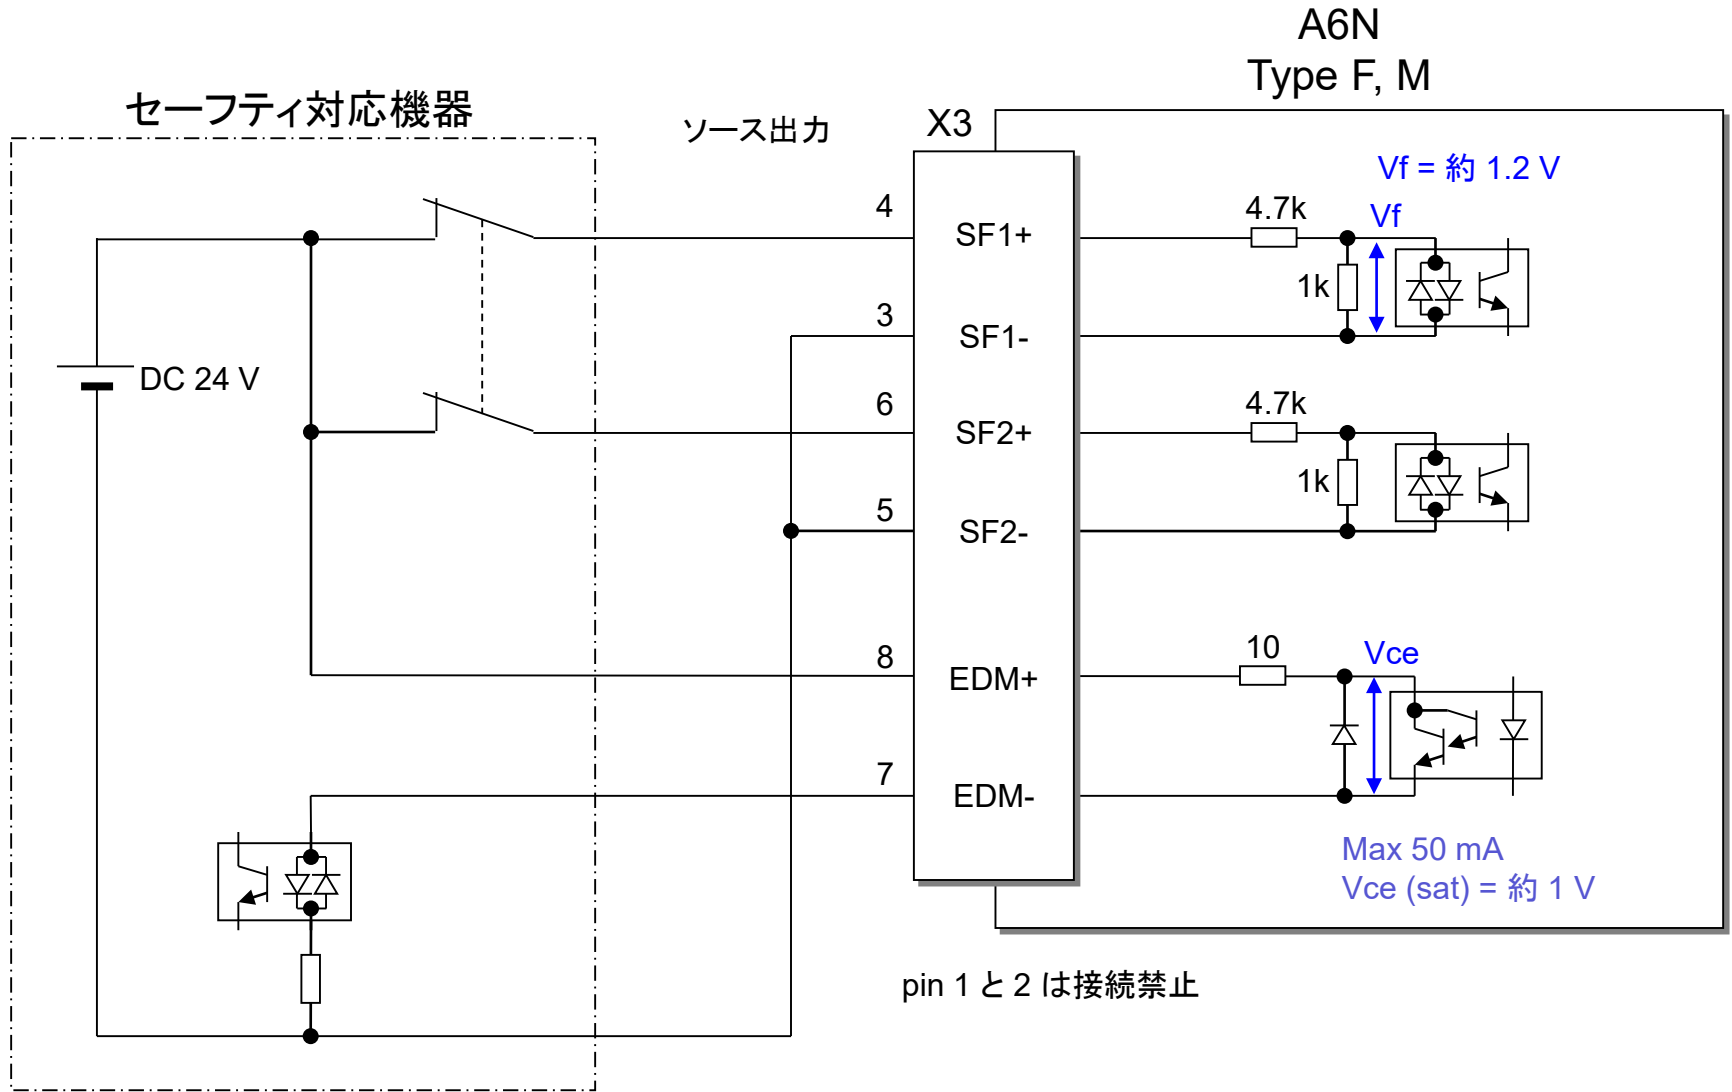 A6N
Type F, M
セーフティ対応機器
ソース出力
X3
Vf = 約 1.2 V
4
SF1+
4.7k
Vf
1k
3
SF1-
DC 24 V
6
SF2+
4.7k
1k
5
SF2-
8
EDM+
10
Vce
7
EDM-
Max 50 mA
Vce (sat) = 約 1 V
pin 1 と 2 は接続禁止